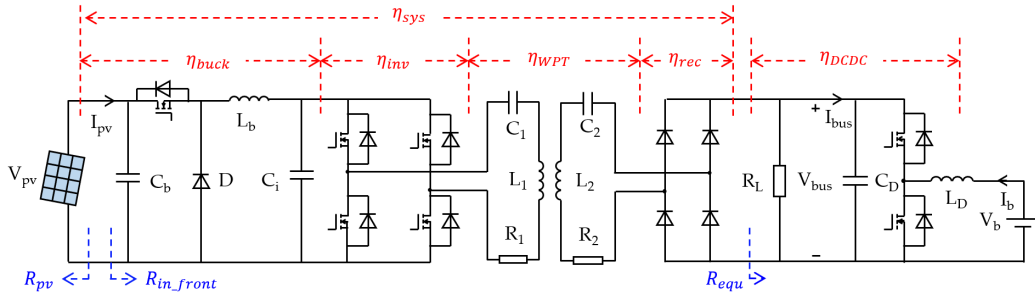 η_sys
η_buck
η_inv
η_WPT
η_rec
η_DCDC
I_pv
V_pv
C_b
D
L_b
C_i
C_1
L_1
R_1
C_2
L_2
R_2
R_L
+
V_bus
−
I_bus
C_D
L_D
I_b
V_b
R_pv
R_in_front
R_equ